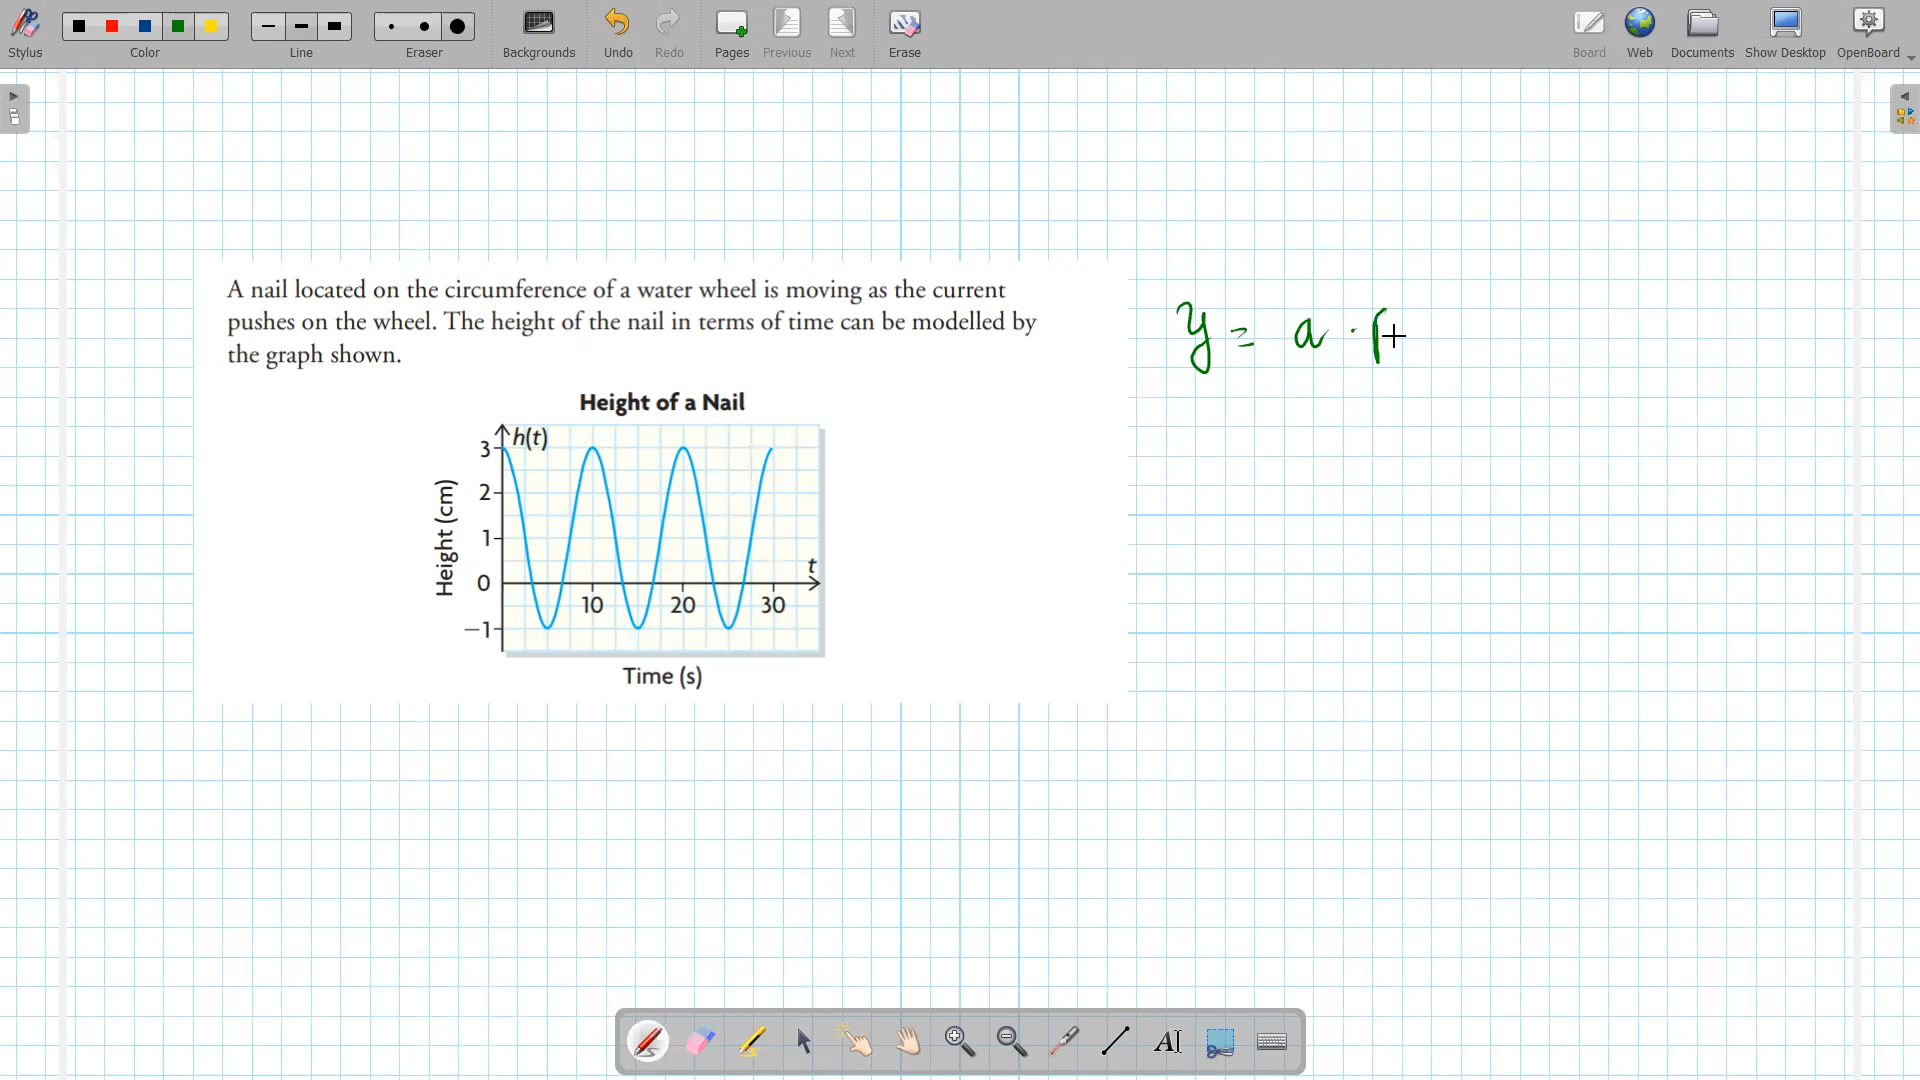 Stylus
Color
Line
Eraser
Backgrounds
Undo
Redo
Pages
Previous
Next
Erase
Board
Web
Documents
Show Desktop
OpenBoard
A nail located on the circumference of a water wheel is moving as the current
pushes on the wheel. The height of the nail in terms of time can be modelled by
the graph shown.
y = a ·
Height of a Nail
h(t)
3
2
1
0
−1
Height (cm)
t
10 20 30
Time (s)